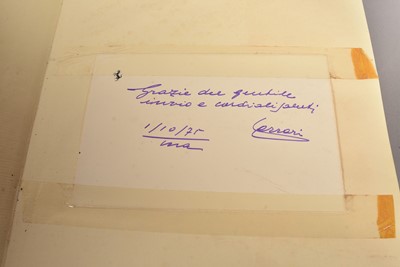 Grazie del gentile
invio e cordiali saluti
1/10/75 Ferrari